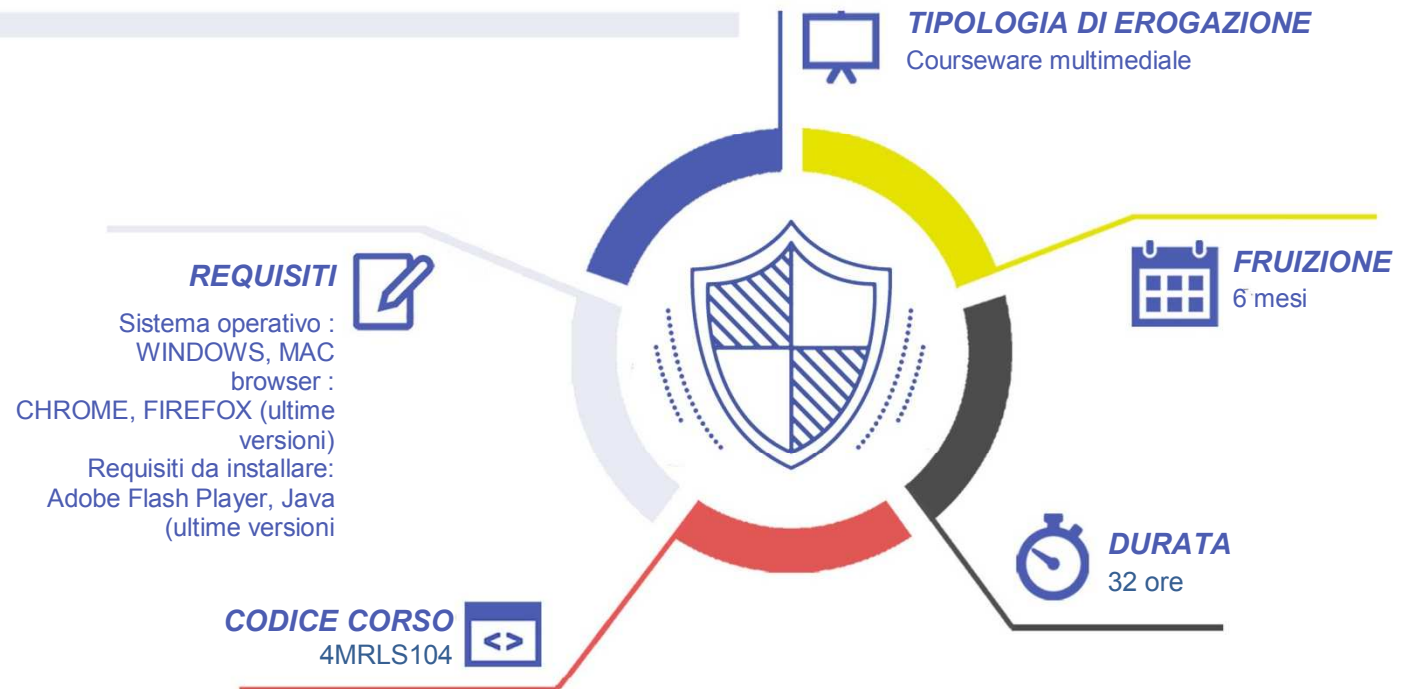 TIPOLOGIA DI EROGAZIONE
Courseware multimediale
REQUISITI
Sistema operativo :
WINDOWS, MAC
browser :
CHROME, FIREFOX (ultime
versioni)
Requisiti da installare:
Adobe Flash Player, Java
(ultime versioni
FRUIZIONE
6 mesi
DURATA
32 ore
CODICE CORSO
4MRLS104
<>